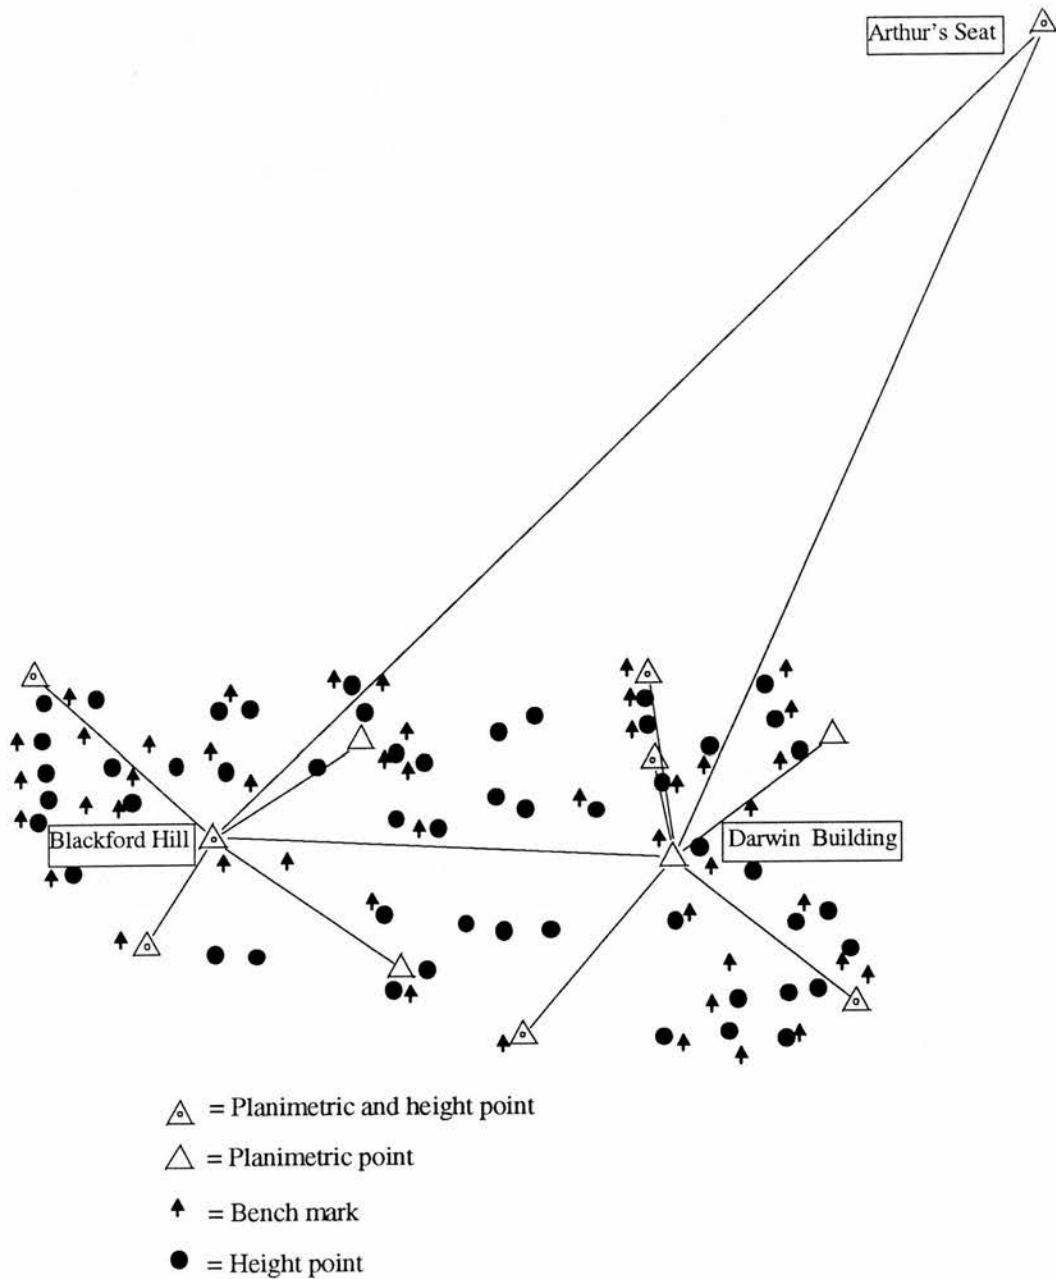 Arthur's Seat
Blackford Hill
Darwin Building
= Planimetric and height point
= Planimetric point
= Bench mark
= Height point